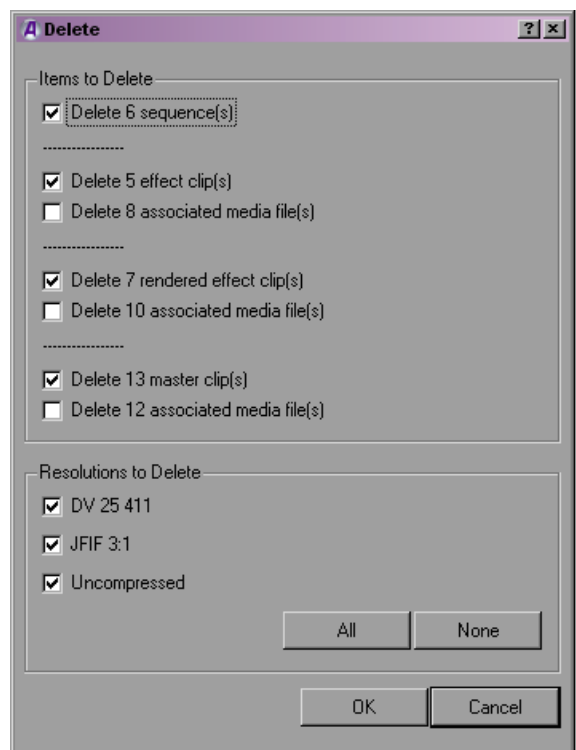 Delete
Items to Delete
Delete 6 sequence(s)
----------------
Delete 5 effect clip(s)
Delete 8 associated media file(s)
----------------
Delete 7 rendered effect clip(s)
Delete 10 associated media file(s)
----------------
Delete 13 master clip(s)
Delete 12 associated media file(s)
Resolutions to Delete
DV 25 411
JFIF 3:1
Uncompressed
All None
OK Cancel